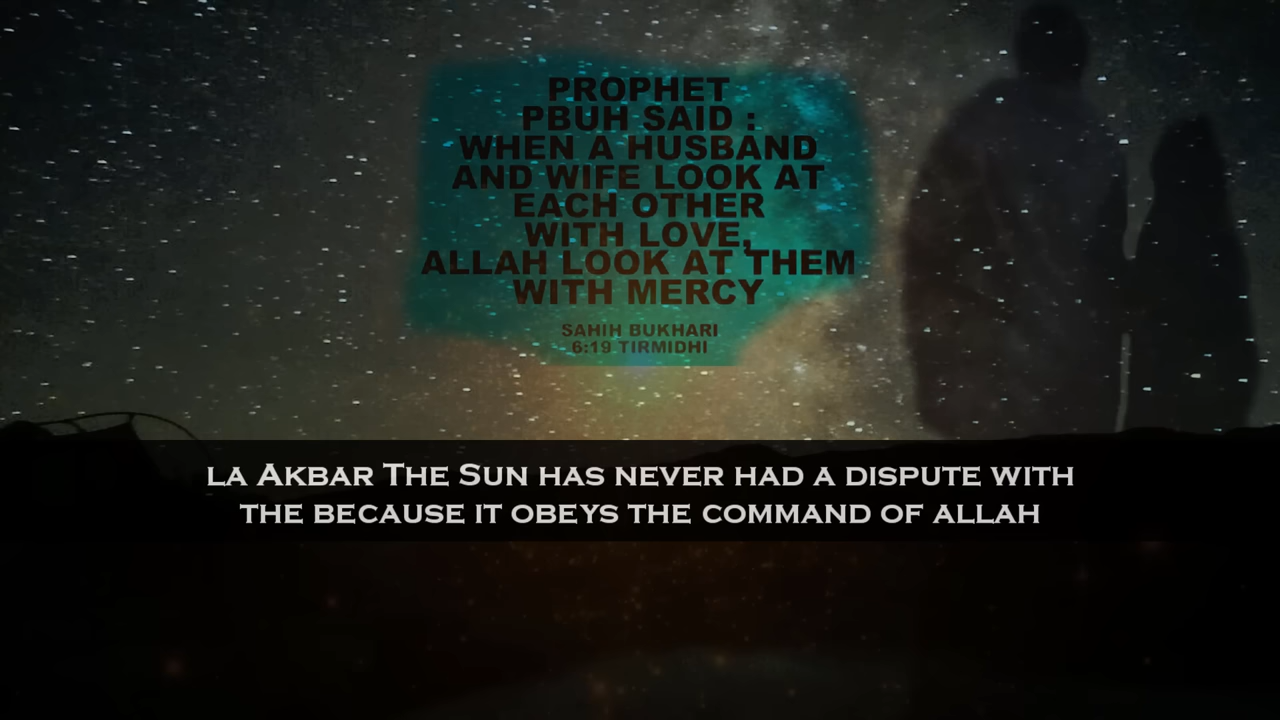 PROPHET
PBUH SAID :
WHEN A HUSBAND
AND WIFE LOOK AT
EACH OTHER
WITH LOVE,
ALLAH LOOK AT THEM
WITH MERCY
SAHIH BUKHARI
6:19 TIRMIDHI
LA AKBAR THE SUN HAS NEVER HAD A DISPUTE WITH
THE BECAUSE IT OBEYS THE COMMAND OF ALLAH